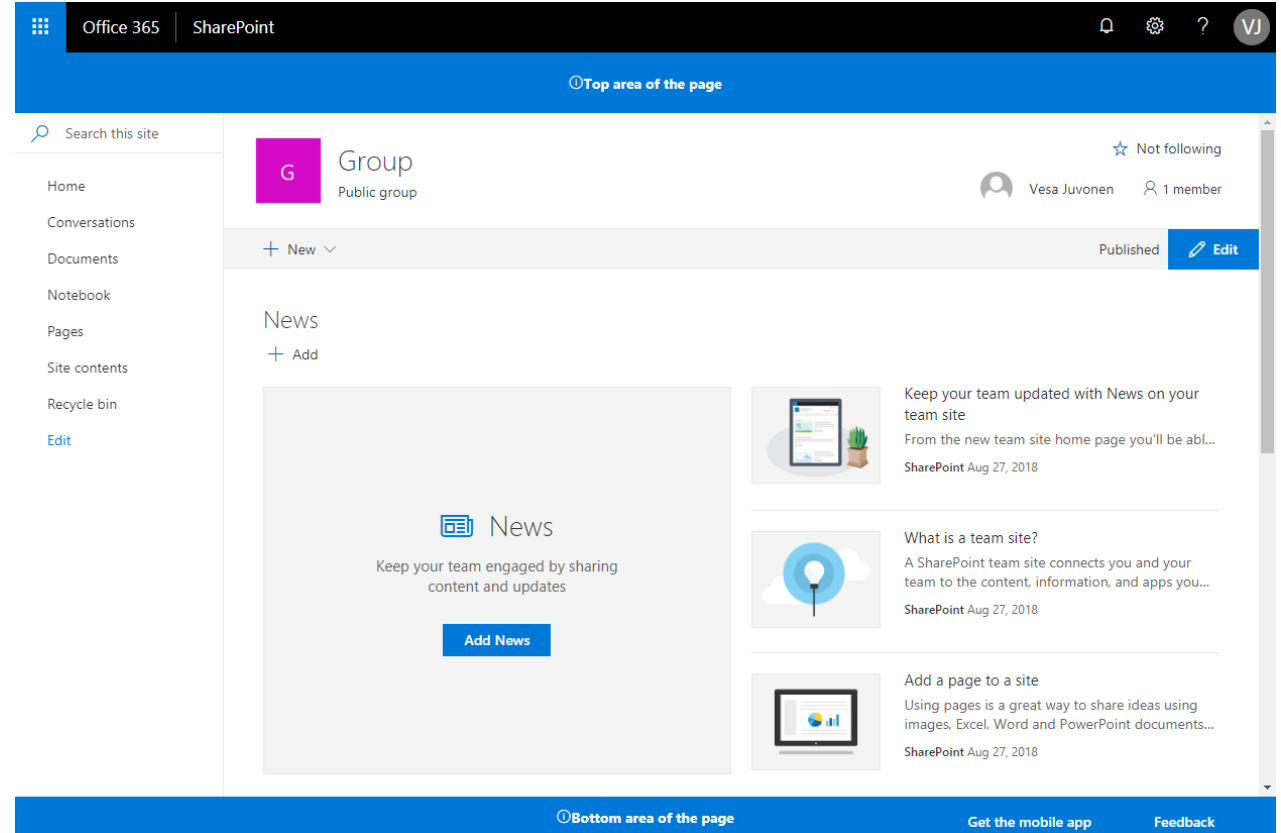 Office 365 SharePoint ? VJ
Top area of the page
Search this site
Home
Conversations
Documents
Notebook
Pages
Site contents
Recycle bin
Edit
G
Group
Public group
Not following
Vesa Juvonen 1 member
New
Published Edit
News
Add
News
Keep your team engaged by sharing
content and updates
Add News
Keep your team updated with News on your
team site
From the new team site home page you'll be abl...
SharePoint Aug 27, 2018
What is a team site?
A SharePoint team site connects you and your
team to the content, information, and apps you...
SharePoint Aug 27, 2018
Add a page to a site
Using pages is a great way to share ideas using
images, Excel, Word and PowerPoint documents...
SharePoint Aug 27, 2018
Bottom area of the page
Get the mobile app Feedback